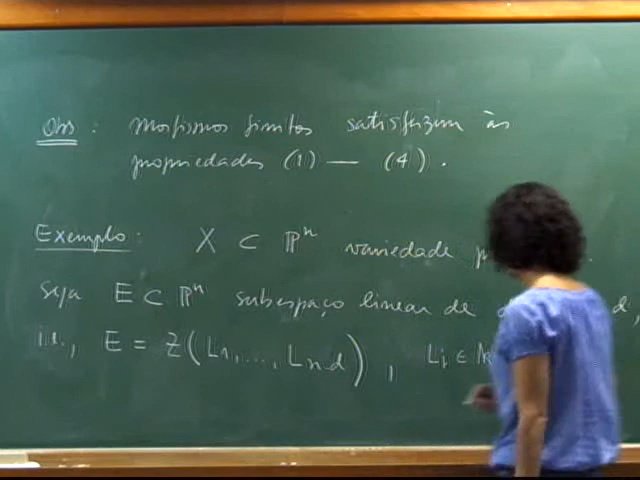 Obs : morfismos finitos satisfazem às
propriedades (1) — (4) .
Exemplo : X ⊂ ℙⁿ variedade
Seja E ⊂ ℙⁿ subespaço linear de d,
i.e., E = Z(L₁, ..., Lₙ₋d) , Lᵢ ∈